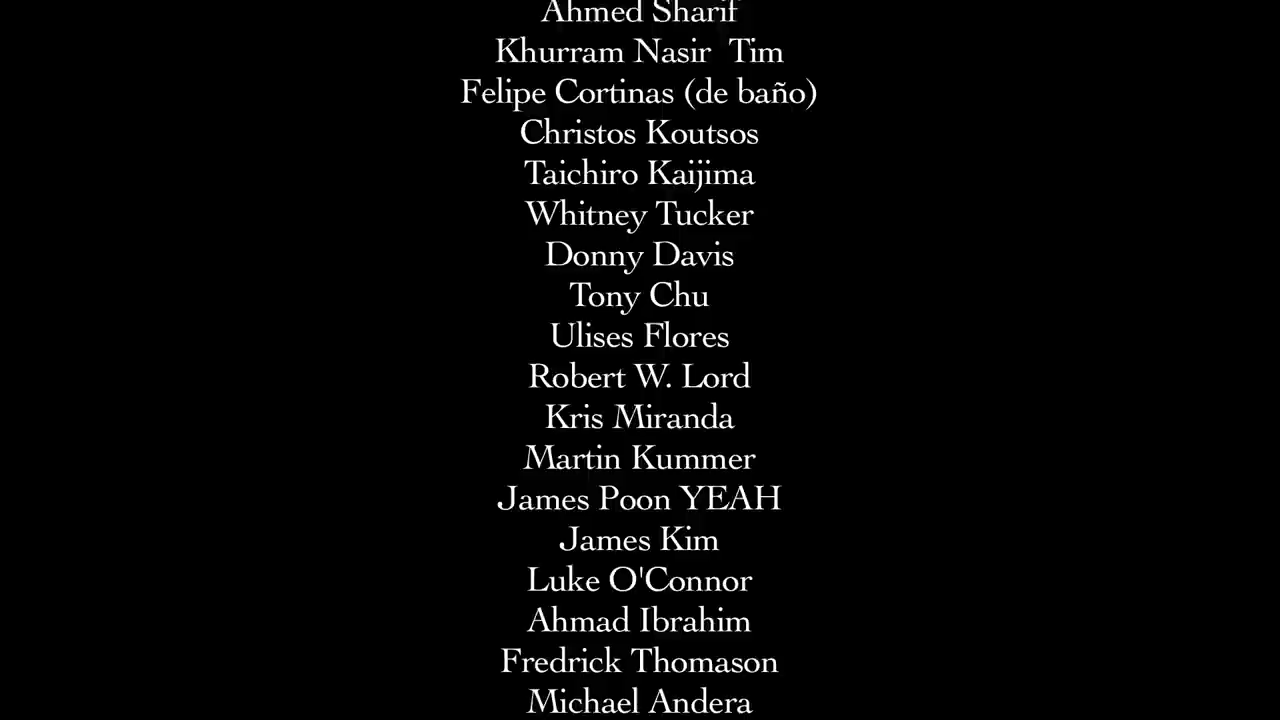 Ahmed Sharif
Khurram Nasir  Tim
Felipe Cortinas (de baño)
Christos Koutsos
Taichiro Kaijima
Whitney Tucker
Donny Davis
Tony Chu
Ulises Flores
Robert W. Lord
Kris Miranda
Martin Kummer
James Poon YEAH
James Kim
Luke O'Connor
Ahmad Ibrahim
Fredrick Thomason
Michael Andera